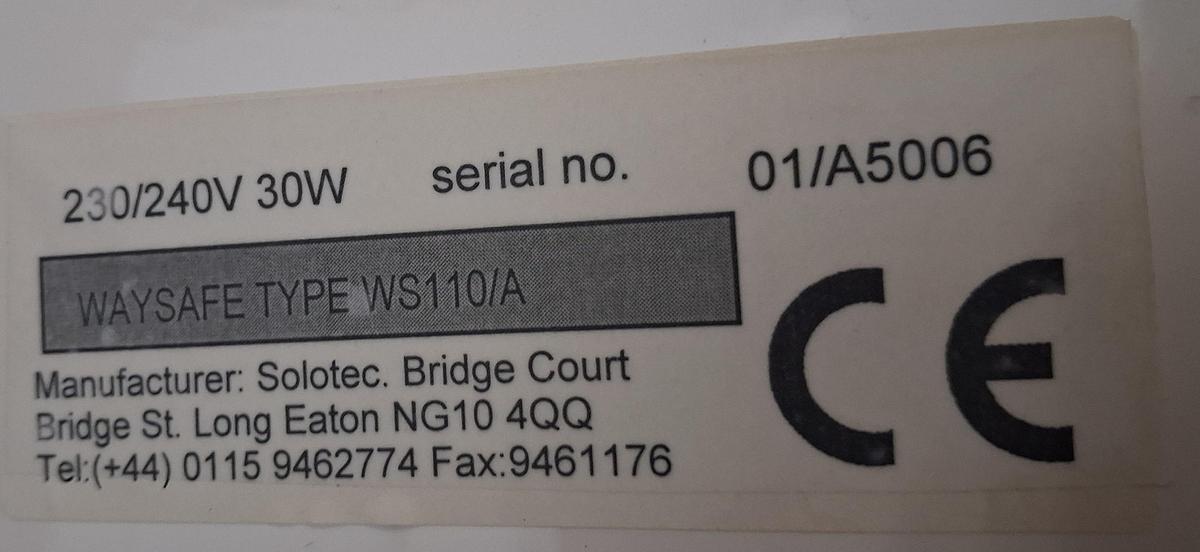 230/240V 30W serial no. 01/A5006
WAYSAFE TYPE WS110/A
CE
Manufacturer: Solotec. Bridge Court
Bridge St. Long Eaton NG10 4QQ
Tel:(+44) 0115 9462774 Fax:9461176